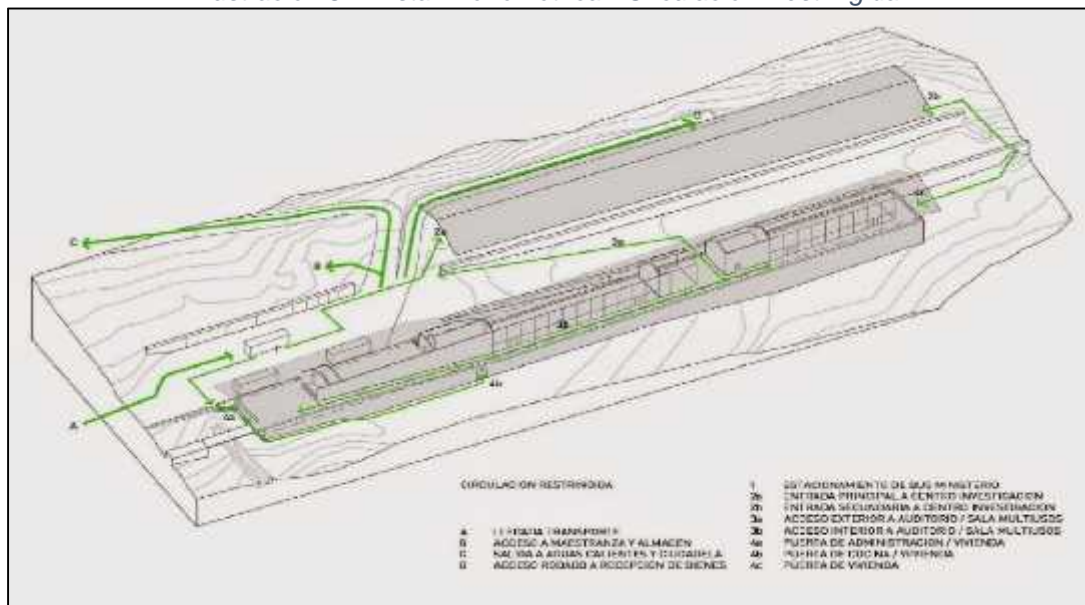 CIRCULACION RESTRINGIDA
A LLEGADA TRANSPORTE
B ACCESO A MAESTRANZA Y ALMACEN
C SALIDA A AGUAS CALIENTES Y CIUDADELA
ACCESO RODADO A RECEPCION DE BIENES
1 ESTACIONAMIENTO DE BUS MINISTERIO
2a ENTRADA PRINCIPAL A CENTRO INVESTIGACION
2b ENTRADA SECUNDARIA A CENTRO INVESTIGACION
3a ACCESO EXTERIOR A AUDITORIO / SALA MULTIUSOS
3b ACCESO INTERIOR A AUDITORIO / SALA MULTIUSOS
4a PUERTA DE ADMINISTRACION / VIVIENDA
4b PUERTA DE COCINA / VIVIENDA
4c PUERTA DE VIVIENDA
C
A
4b
3a